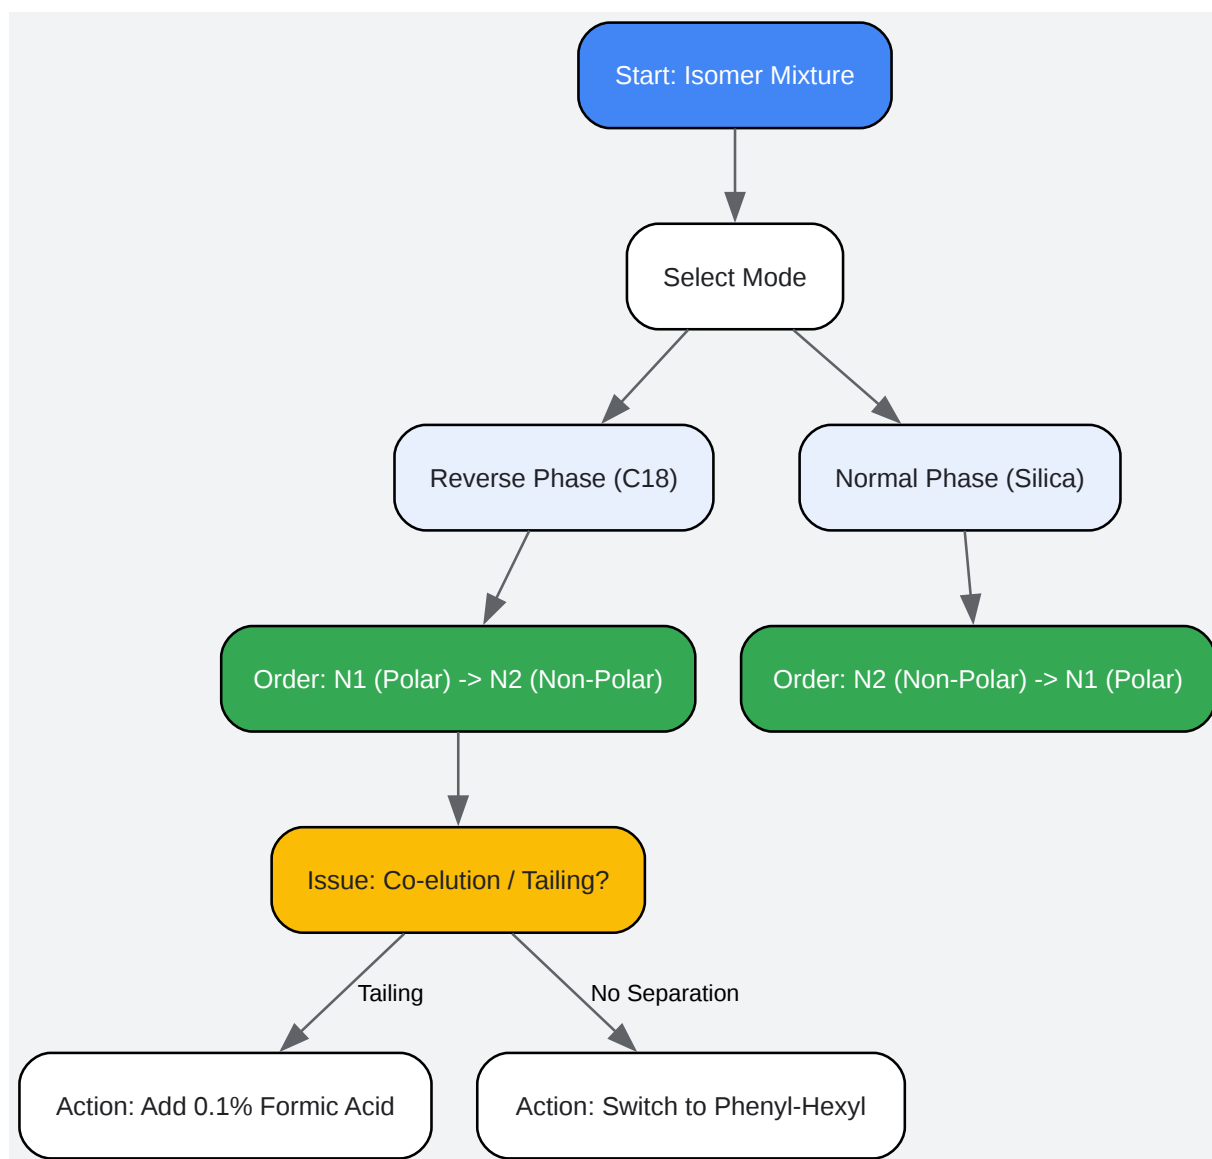 Start: Isomer Mixture
Select Mode
Reverse Phase (C18)
Normal Phase (Silica)
Order: N1 (Polar) -> N2 (Non-Polar)
Order: N2 (Non-Polar) -> N1 (Polar)
Issue: Co-elution / Tailing?
Tailing
No Separation
Action: Add 0.1% Formic Acid
Action: Switch to Phenyl-Hexyl